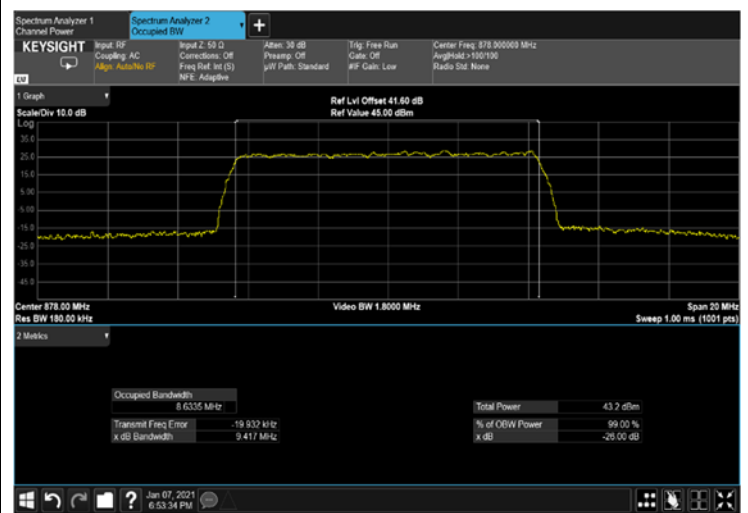 Spectrum Analyzer 1
Channel Power
Spectrum Analyzer 2
Occupied BW
+
KEYSIGHT
Input: RF
Coupling: AC
Align: Auto/No RF
Input Z: 50 Ω
Corrections: Off
Freq Ref: Int (S)
NFE: Adaptive
Atten: 30 dB
Preamp: Off
µW Path: Standard
Trig: Free Run
Gate: Off
#IF Gain: Low
Center Freq: 878.000000 MHz
Avg|Hold:>100/100
Radio Std: None
1 Graph
Scale/Div 10.0 dB
Ref Lvl Offset 41.60 dB
Ref Value 45.00 dBm
Log
35.0
25.0
15.0
5.00
-5.00
-15.0
-25.0
-35.0
-45.0
Center 878.00 MHz
Video BW 1.8000 MHz
Span 20 MHz
Res BW 180.00 kHz
Sweep 1.00 ms (1001 pts)
2 Metrics
Occupied Bandwidth
8.6335 MHz
Total Power 43.2 dBm
Transmit Freq Error -19.932 kHz
% of OBW Power 99.00 %
x dB Bandwidth 9.417 MHz
x dB -26.00 dB
?
Jan 07, 2021
6:53:34 PM